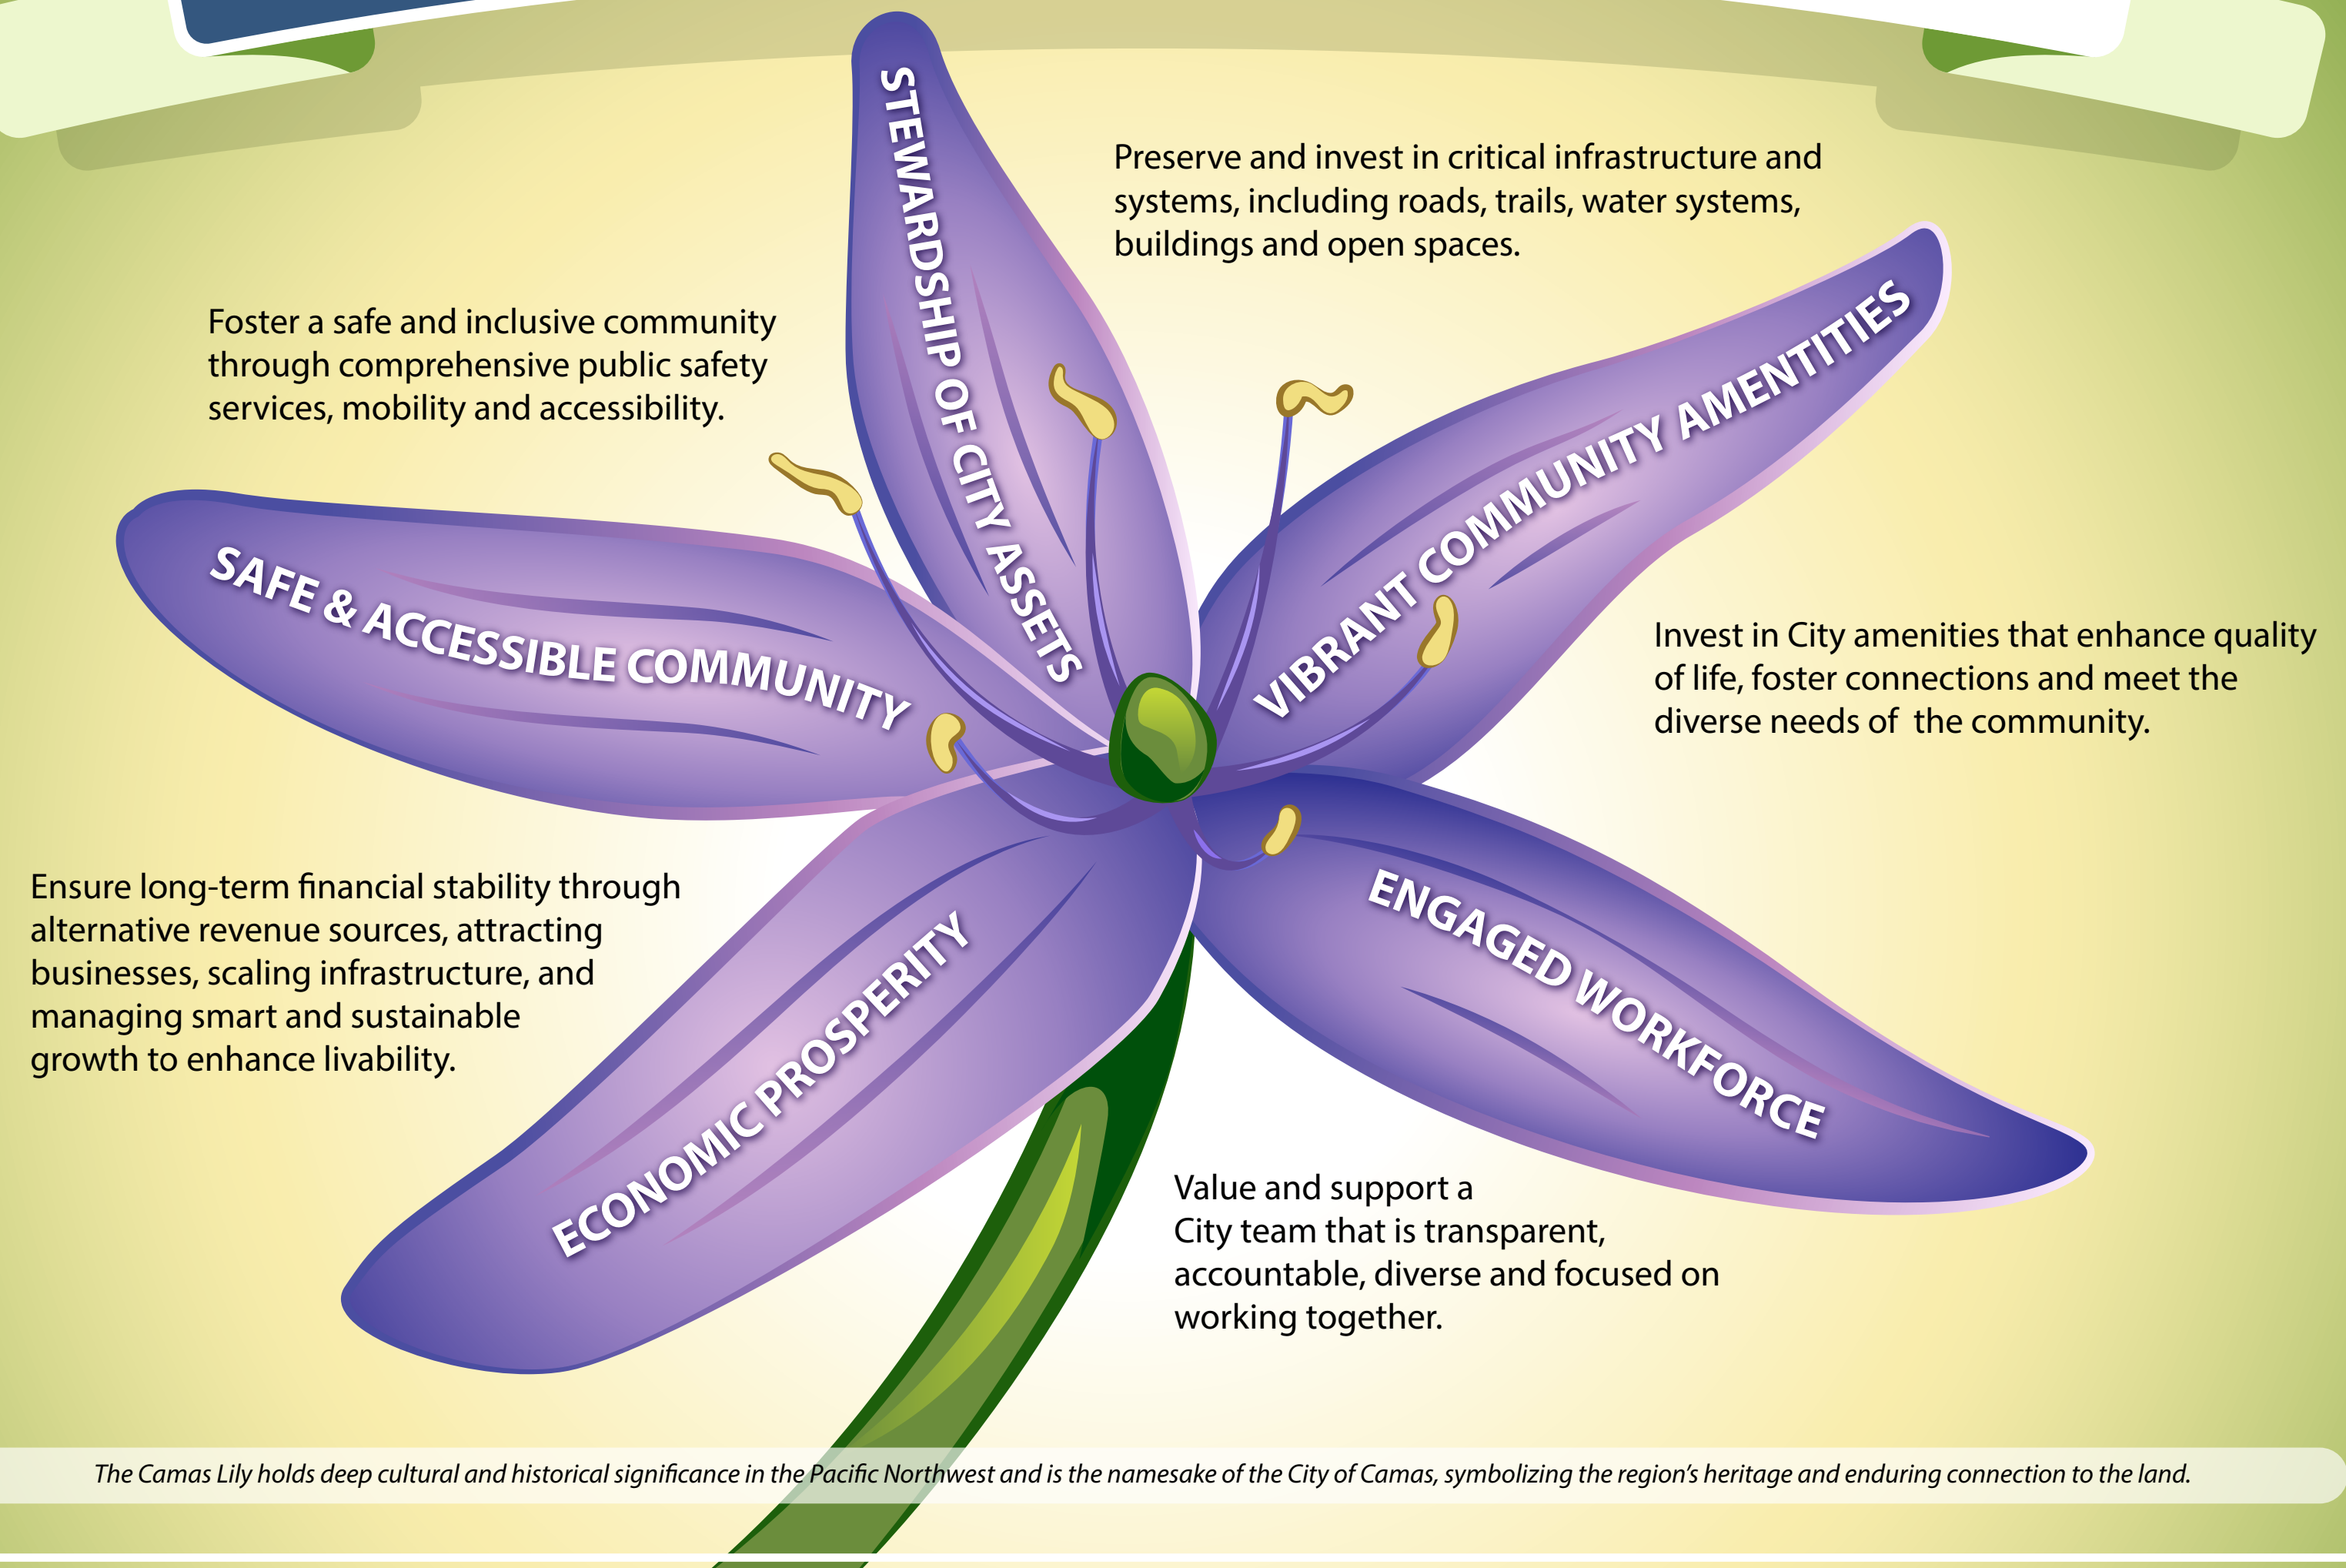 STEWARDSHIP OF CITY ASSETS
Preserve and invest in critical infrastructure and
systems, including roads, trails, water systems,
buildings and open spaces.
VIBRANT COMMUNITY AMENTITIES
Invest in City amenities that enhance quality
of life, foster connections and meet the
diverse needs of the community.
Foster a safe and inclusive community
through comprehensive public safety
services, mobility and accessibility.
SAFE & ACCESSIBLE COMMUNITY
Ensure long-term financial stability through
alternative revenue sources, attracting
businesses, scaling infrastructure, and
managing smart and sustainable
growth to enhance livability.
ECONOMIC PROSPERITY
ENGAGED WORKFORCE
Value and support a
City team that is transparent,
accountable, diverse and focused on
working together.
The Camas Lily holds deep cultural and historical significance in the Pacific Northwest and is the namesake of the City of Camas, symbolizing the region's heritage and enduring connection to the land.